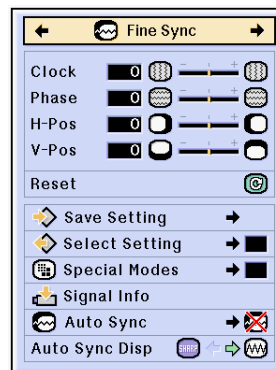 Fine Sync
Clock 0 - +
Phase 0 - +
H-Pos 0 - +
V-Pos 0 - +
Reset
Save Setting
Select Setting
Special Modes
Signal Info
Auto Sync
Auto Sync Disp SHARP